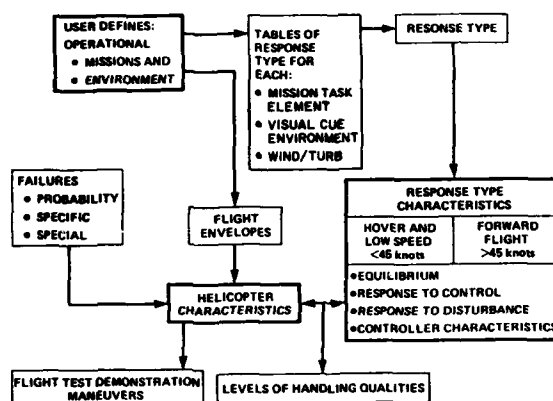 USER DEFINES:
OPERATIONAL
• MISSIONS AND
• ENVIRONMENT
TABLES OF
RESPONSE
TYPE FOR
EACH:
• MISSION TASK
ELEMENT
• VISUAL CUE
ENVIRONMENT
• WIND/TURB
RESONSE TYPE
FAILURES
• PROBABILITY
• SPECIFIC
• SPECIAL
FLIGHT
ENVELOPES
RESPONSE TYPE
CHARACTERISTICS
HOVER AND
LOW SPEED
<45 knots
FORWARD
FLIGHT
>45 knots
• EQUILIBRIUM
• RESPONSE TO CONTROL
• RESPONSE TO DISTURBANCE
• CONTROLLER CHARACTERISTICS
HELICOPTER
CHARACTERISTICS
FLIGHT TEST DEMONSTRATION
MANEUVERS
LEVELS OF HANDLING QUALITIES